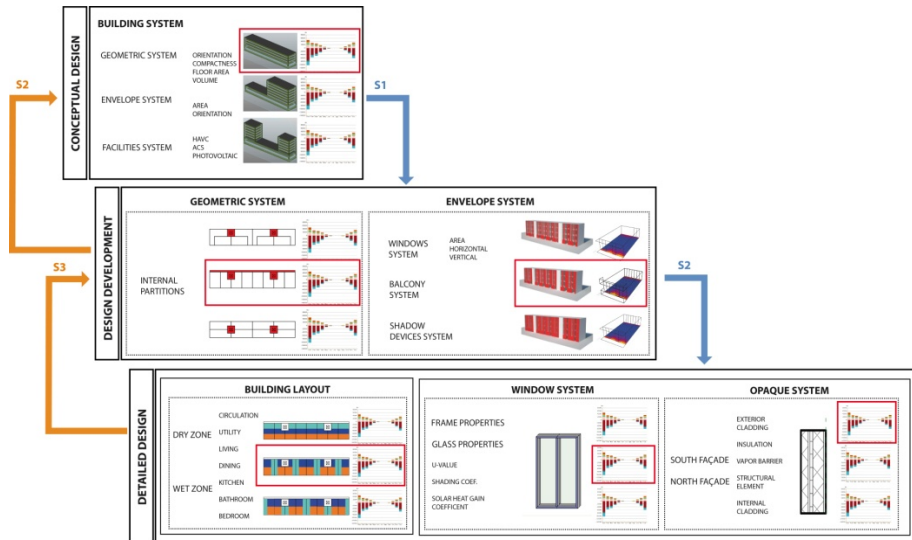 CONCEPTUAL DESIGN
BUILDING SYSTEM
GEOMETRIC SYSTEM
ORIENTATION
COMPACTNESS
FLOOR AREA
VOLUME
ENVELOPE SYSTEM
AREA
ORIENTATION
FACILITIES SYSTEM
HAVC
ACS
PHOTOVOLTAIC
S2
S1
DESIGN DEVELOPMENT
GEOMETRIC SYSTEM
INTERNAL
PARTITIONS
ENVELOPE SYSTEM
WINDOWS
SYSTEM
AREA
HORIZONTAL
VERTICAL
BALCONY
SYSTEM
SHADOW
DEVICES SYSTEM
S3
S2
DETAILED DESIGN
BUILDING LAYOUT
DRY ZONE
WET ZONE
CIRCULATION
UTILITY
LIVING
DINING
KITCHEN
BATHROOM
BEDROOM
WINDOW SYSTEM
FRAME PROPERTIES
GLASS PROPERTIES
U-VALUE
SHADING COEF.
SOLAR HEAT GAIN
COEFFICENT
OPAQUE SYSTEM
SOUTH FAÇADE
NORTH FAÇADE
EXTERIOR
CLADDING
INSULATION
VAPOR BARRIER
STRUCTURAL
ELEMENT
INTERNAL
CLADDING